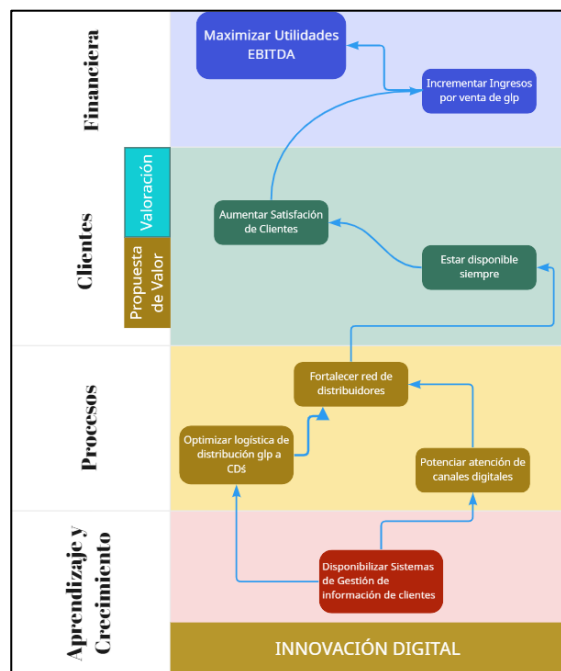 Financiera
Maximizar Utilidades
EBITDA
Incrementar Ingresos
por venta de glp
Clientes
Valoración
Propuesta
de Valor
Aumentar Satisfacción
de Clientes
Estar disponible
siempre
Procesos
Fortalecer red de
distribuidores
Optimizar logística de
distribución glp a
CDś
Potenciar atención de
canales digitales
Aprendizaje y
Crecimiento
Disponibilizar Sistemas
de Gestión de
información de clientes
INNOVACIÓN DIGITAL